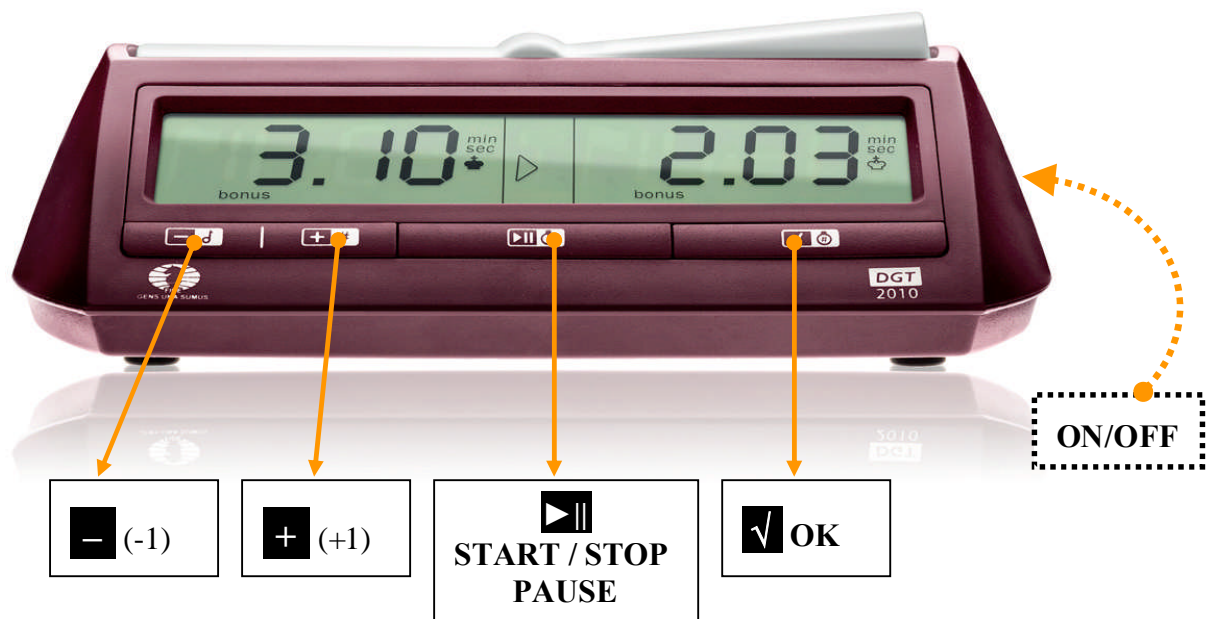 3.10 min
sec
bonus
2.03 min
sec
bonus
FIDE
GENS UNA SUMUS
DGT
2010
ON/OFF
− (-1)
+ (+1)
►||
START / STOP
PAUSE
√ OK